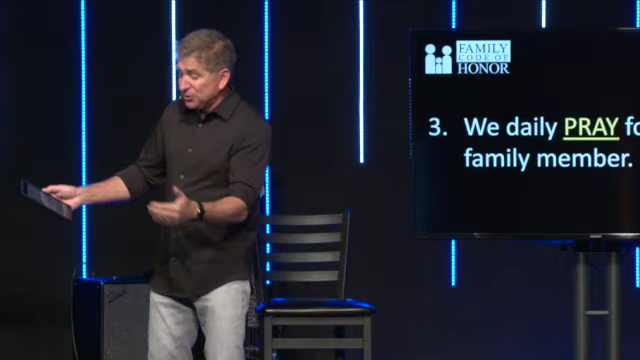 FAMILY
CODE OF
HONOR
3. We daily PRAY fo
family member.